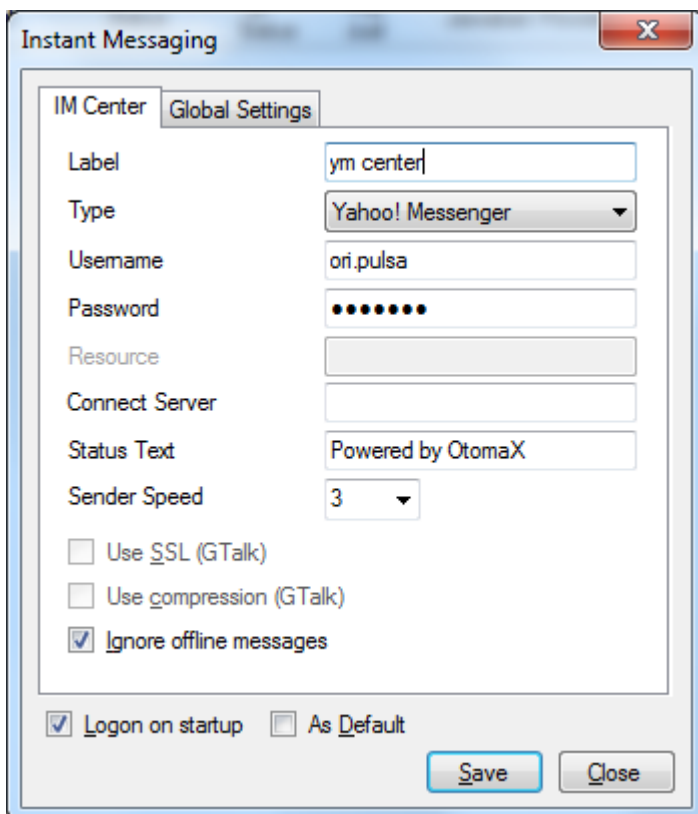 Instant Messaging
IM Center Global Settings
Label ym center
Type Yahoo! Messenger
Username ori.pulsa
Password •••••••
Resource
Connect Server
Status Text Powered by OtomaX
Sender Speed 3
Use SSL (GTalk)
Use compression (GTalk)
Ignore offline messages
Logon on startup As Default
Save Close